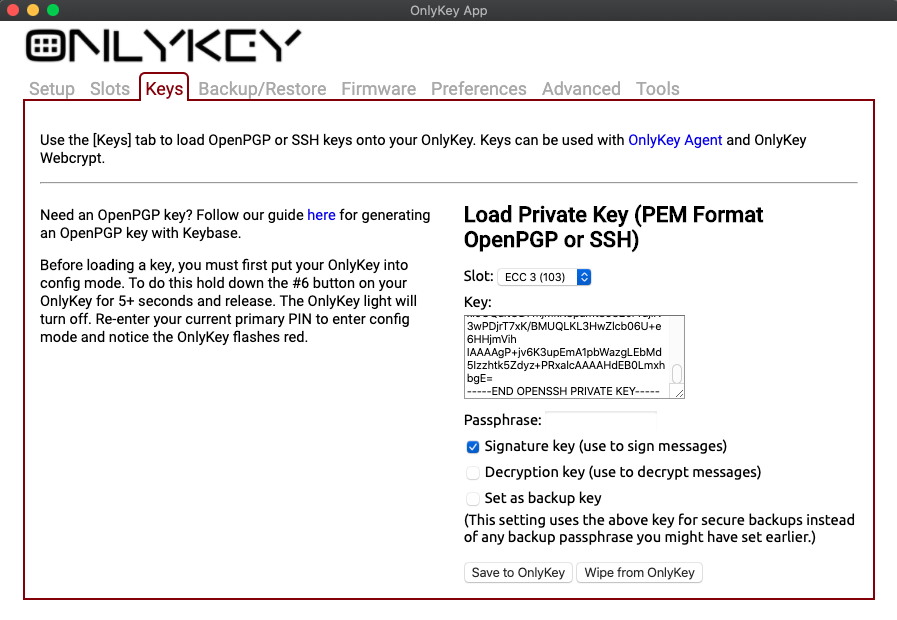 OnlyKey App
ONLYKEY
Setup Slots Keys Backup/Restore Firmware Preferences Advanced Tools
Use the [Keys] tab to load OpenPGP or SSH keys onto your OnlyKey. Keys can be used with OnlyKey Agent and OnlyKey
Webcrypt.
Need an OpenPGP key? Follow our guide here for generating
an OpenPGP key with Keybase.
Before loading a key, you must first put your OnlyKey into
config mode. To do this hold down the #6 button on your
OnlyKey for 5+ seconds and release. The OnlyKey light will
turn off. Re-enter your current primary PIN to enter config
mode and notice the OnlyKey flashes red.
Load Private Key (PEM Format
OpenPGP or SSH)
Slot: ECC 3 (103)
Key:
3wPDjrT7xK/BMUQLKL3HwZlcb06U+e
6HHjmVih
IAAAAgP+jv6K3upEmA1pbWazgLEbMd
5Izzhtk5Zdyz+PRxalcAAAAHdEB0Lmxh
bgE=
-----END OPENSSH PRIVATE KEY-----
Passphrase:
Signature key (use to sign messages)
Decryption key (use to decrypt messages)
Set as backup key
(This setting uses the above key for secure backups instead
of any backup passphrase you might have set earlier.)
Save to OnlyKey Wipe from OnlyKey